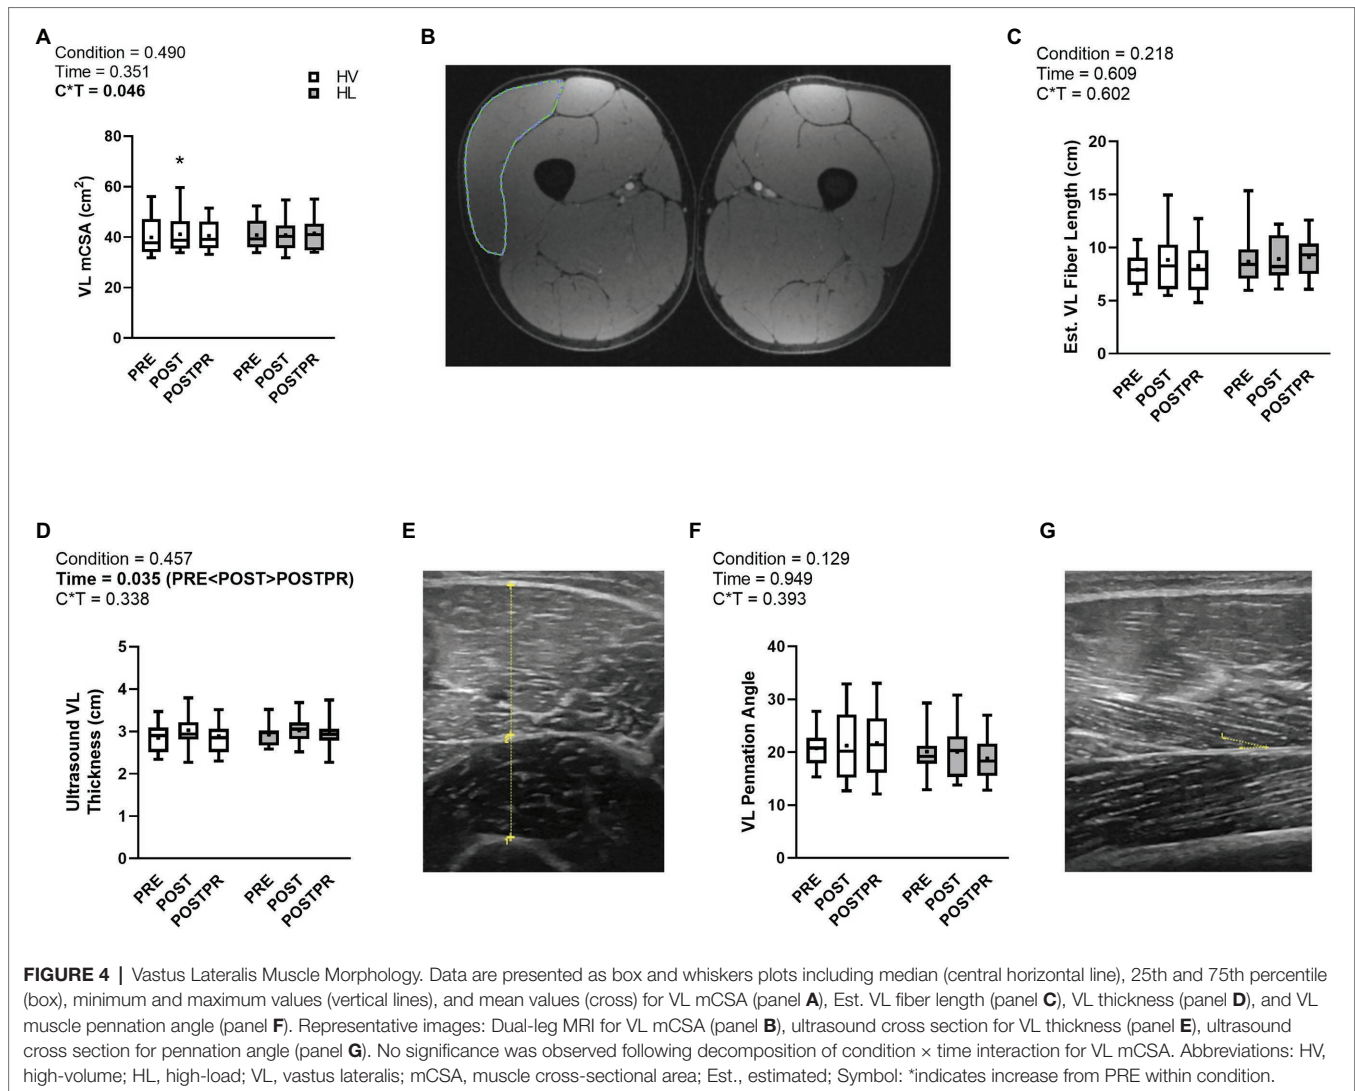 A
Condition = 0.490
Time = 0.351
C*T = 0.046
HV
HL
80
60
40
20
0
VL mCSA (cm²)
*
PRE
POST
POSTPR
PRE
POST
POSTPR
B
C
Condition = 0.218
Time = 0.609
C*T = 0.602
20
15
10
5
0
Est. VL Fiber Length (cm)
PRE
POST
POSTPR
PRE
POST
POSTPR
D
Condition = 0.457
Time = 0.035 (PRE<POST>POSTPR)
C*T = 0.338
5
4
3
2
1
0
Ultrasound VL
Thickness (cm)
PRE
POST
POSTPR
PRE
POST
POSTPR
E
F
Condition = 0.129
Time = 0.949
C*T = 0.393
40
30
20
10
0
VL Pennation Angle
PRE
POST
POSTPR
PRE
POST
POSTPR
G
FIGURE 4 | Vastus Lateralis Muscle Morphology. Data are presented as box and whiskers plots including median (central horizontal line), 25th and 75th percentile
(box), minimum and maximum values (vertical lines), and mean values (cross) for VL mCSA (panel A), Est. VL fiber length (panel C), VL thickness (panel D), and VL
muscle pennation angle (panel F). Representative images: Dual-leg MRI for VL mCSA (panel B), ultrasound cross section for VL thickness (panel E), ultrasound
cross section for pennation angle (panel G). No significance was observed following decomposition of condition × time interaction for VL mCSA. Abbreviations: HV,
high-volume; HL, high-load; VL, vastus lateralis; mCSA, muscle cross-sectional area; Est., estimated; Symbol: *indicates increase from PRE within condition.